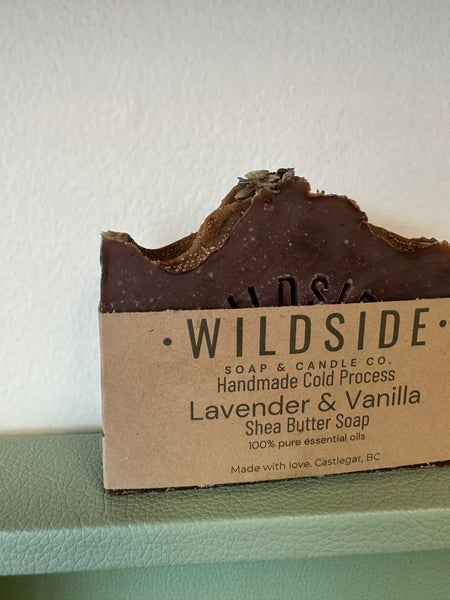 WILDSIDE
· WILDSIDE ·
SOAP & CANDLE CO.
Handmade Cold Process
Lavender & Vanilla
Shea Butter Soap
100% pure essential oils
Made with love. Castlegar, BC